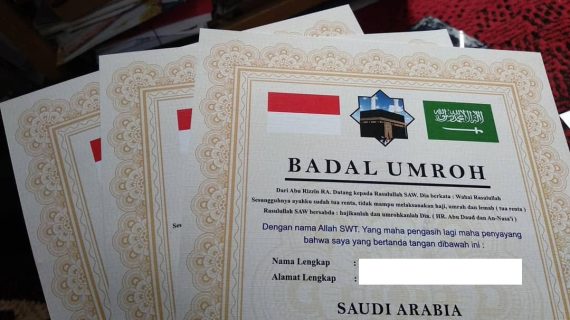 BADAL UMROH
Dari Abu Rizzin RA. Datang kepada Rasulullah SAW. Dia berkata : Wahai Rasulullah
Sesungguhnya ayahku sudah tua renta, tidak mampu melaksanakan haji, umrah dan lemah ( tua renta )
Rasulullah SAW bersabda : hajikanlah dan umrohkanlah Dia. ( HR. Abu Daud dan An-Nasa'i )
Dengan nama Allah SWT. Yang maha pengasih lagi maha penyayang
bahwa saya yang bertanda tangan dibawah ini :
Nama Lengkap :
Alamat Lengkap :
SAUDI ARABIA